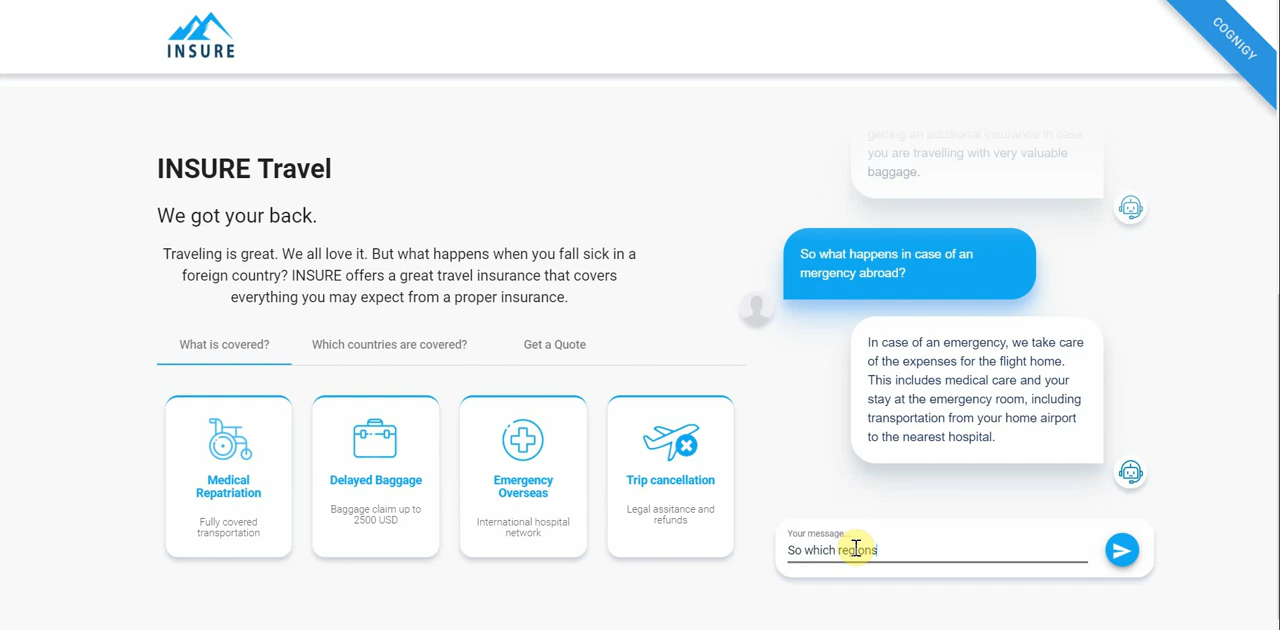 INSURE
COGNIGY
INSURE Travel
We got your back.
Traveling is great. We all love it. But what happens when you fall sick in a
foreign country? INSURE offers a great travel insurance that covers
everything you may expect from a proper insurance.
What is covered?
Which countries are covered?
Get a Quote
Medical
Repatriation
Fully covered
transportation
Delayed Baggage
Baggage claim up to
2500 USD
Emergency
Overseas
International hospital
network
Trip cancellation
Legal assitance and
refunds
getting an additional insurance in case
you are travelling with very valuable
baggage.
So what happens in case of an
mergency abroad?
In case of an emergency, we take care
of the expenses for the flight home.
This includes medical care and your
stay at the emergency room, including
transportation from your home airport
to the nearest hospital.
Your message...
So which regions